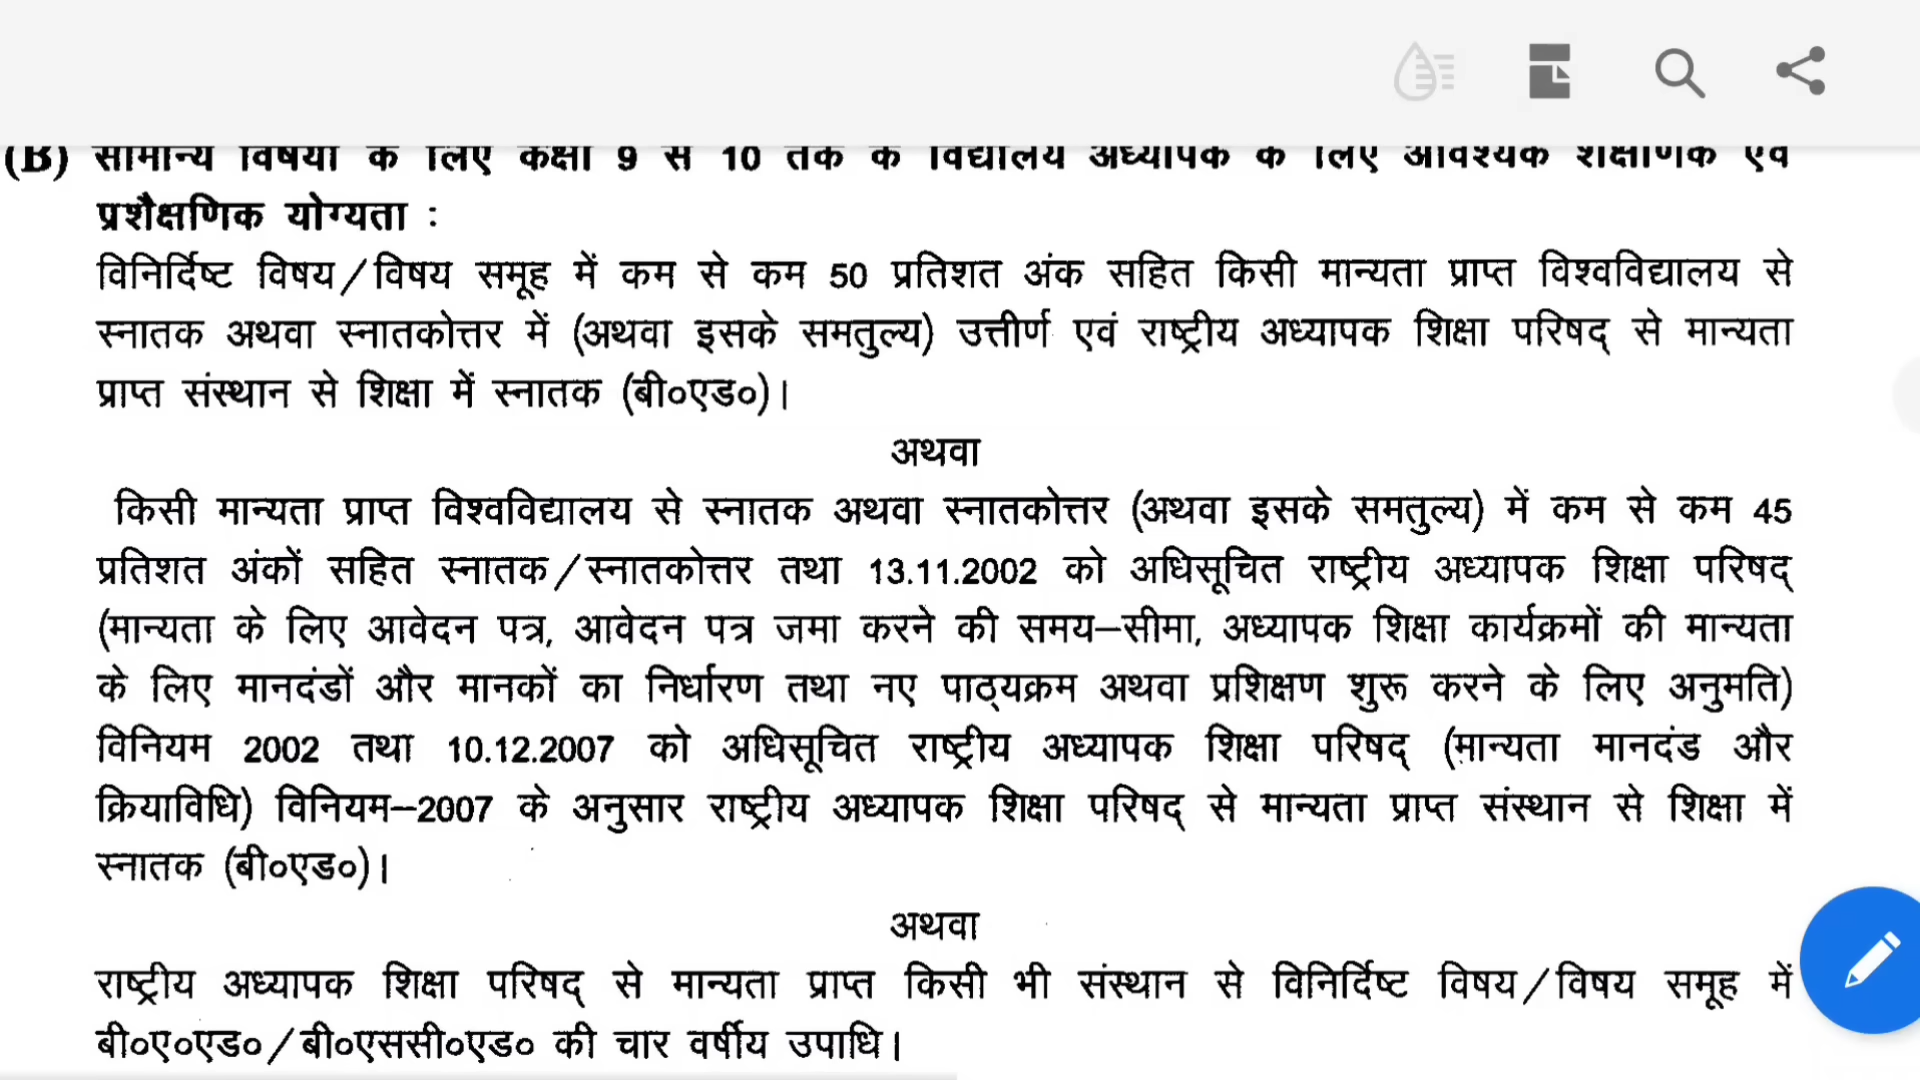 (B) सामान्य विषयों के लिए कक्षा 9 से 10 तक के विद्यालय अध्यापक के लिए आवश्यक शैक्षणिक एवं
प्रशैक्षणिक योग्यता :
विनिर्दिष्ट विषय/विषय समूह में कम से कम 50 प्रतिशत अंक सहित किसी मान्यता प्राप्त विश्वविद्यालय से
स्नातक अथवा स्नातकोत्तर में (अथवा इसके समतुल्य) उत्तीर्ण एवं राष्ट्रीय अध्यापक शिक्षा परिषद् से मान्यता
प्राप्त संस्थान से शिक्षा में स्नातक (बी०एड०)।
अथवा
किसी मान्यता प्राप्त विश्वविद्यालय से स्नातक अथवा स्नातकोत्तर (अथवा इसके समतुल्य) में कम से कम 45
प्रतिशत अंकों सहित स्नातक/स्नातकोत्तर तथा 13.11.2002 को अधिसूचित राष्ट्रीय अध्यापक शिक्षा परिषद्
(मान्यता के लिए आवेदन पत्र, आवेदन पत्र जमा करने की समय–सीमा, अध्यापक शिक्षा कार्यक्रमों की मान्यता
के लिए मानदंडों और मानकों का निर्धारण तथा नए पाठ्यक्रम अथवा प्रशिक्षण शुरू करने के लिए अनुमति)
विनियम 2002 तथा 10.12.2007 को अधिसूचित राष्ट्रीय अध्यापक शिक्षा परिषद् (मान्यता मानदंड और
क्रियाविधि) विनियम–2007 के अनुसार राष्ट्रीय अध्यापक शिक्षा परिषद् से मान्यता प्राप्त संस्थान से शिक्षा में
स्नातक (बी०एड०)।
अथवा
राष्ट्रीय अध्यापक शिक्षा परिषद् से मान्यता प्राप्त किसी भी संस्थान से विनिर्दिष्ट विषय/विषय समूह में
बी०ए०एड०/बी०एससी०एड० की चार वर्षीय उपाधि।